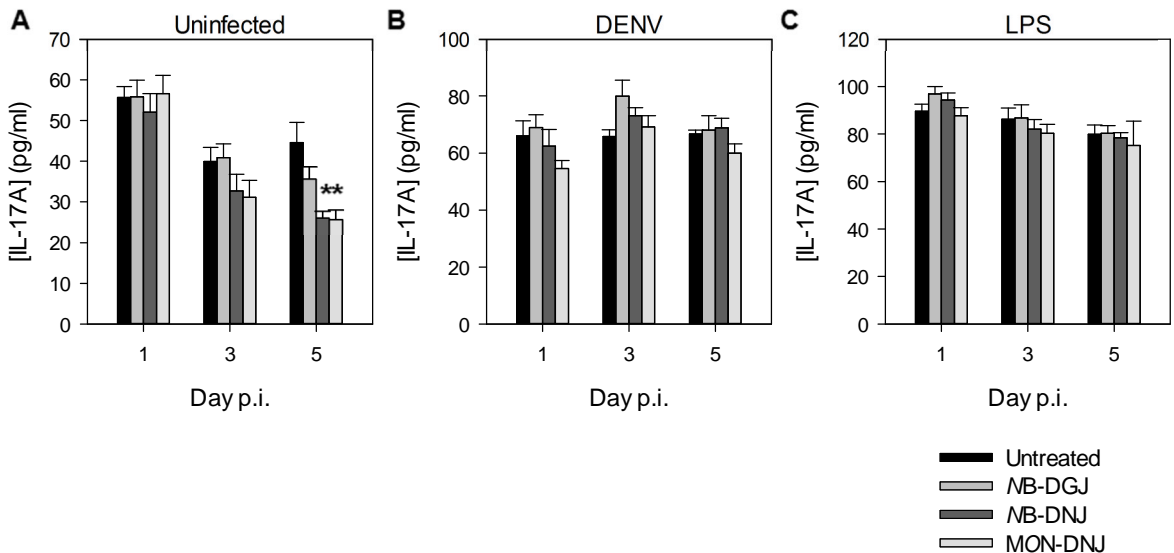 A
Uninfected
[IL-17A] (pg/ml)
70
60
50
40
30
20
10
0
**
1 3 5
Day p.i.
B
DENV
[IL-17A] (pg/ml)
100
80
60
40
20
0
1 3 5
Day p.i.
C
LPS
[IL-17A] (pg/ml)
120
100
80
60
40
20
0
1 3 5
Day p.i.
Untreated
NB-DGJ
NB-DNJ
MON-DNJ